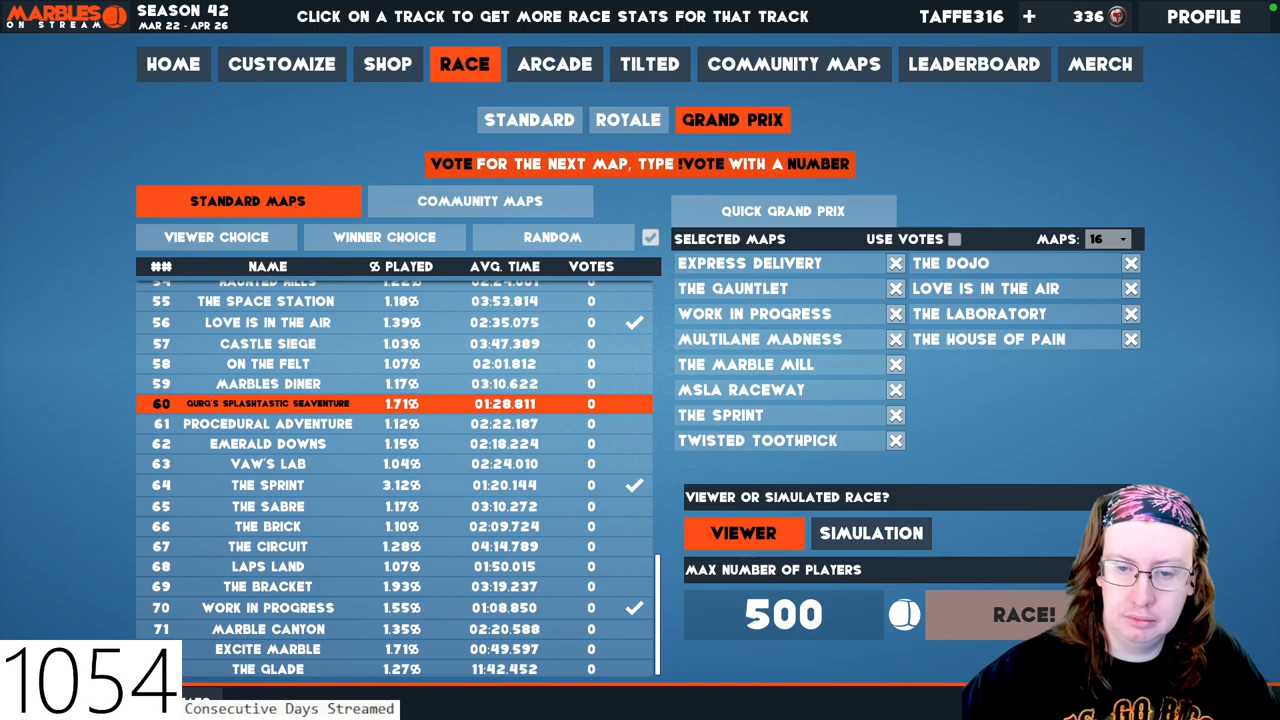 MARBLES
ON STREAM
SEASON 42
MAR 22 - APR 26
CLICK ON A TRACK TO GET MORE RACE STATS FOR THAT TRACK
TAFFE316 + 336
PROFILE
HOME CUSTOMIZE SHOP RACE ARCADE TILTED COMMUNITY MAPS LEADERBOARD MERCH
STANDARD ROYALE GRAND PRIX
VOTE FOR THE NEXT MAP, TYPE !VOTE WITH A NUMBER
STANDARD MAPS COMMUNITY MAPS
VIEWER CHOICE WINNER CHOICE RANDOM
## NAME % PLAYED AVG. TIME VOTES
54 HAUNTED HILLS 1.22% 02:24.001 0
55 THE SPACE STATION 1.18% 03:53.814 0
56 LOVE IS IN THE AIR 1.39% 02:35.075 0
57 CASTLE SIEGE 1.03% 03:47.389 0
58 ON THE FELT 1.07% 02:01.812 0
59 MARBLES DINER 1.17% 03:10.622 0
60 GURG'S SPLASHTASTIC SEAVENTURE 1.71% 01:28.811 0
61 PROCEDURAL ADVENTURE 1.12% 02:22.187 0
62 EMERALD DOWNS 1.15% 02:18.224 0
63 VAW'S LAB 1.04% 02:24.010 0
64 THE SPRINT 3.12% 01:20.144 0
65 THE SABRE 1.17% 03:10.272 0
66 THE BRICK 1.10% 02:09.724 0
67 THE CIRCUIT 1.28% 04:14.789 0
68 LAPS LAND 1.07% 01:50.015 0
69 THE BRACKET 1.93% 03:19.237 0
70 WORK IN PROGRESS 1.55% 01:08.850 0
71 MARBLE CANYON 1.35% 02:20.588 0
EXCITE MARBLE 1.71% 00:49.597 0
THE GLADE 1.27% 11:42.452 0
QUICK GRAND PRIX
SELECTED MAPS USE VOTES MAPS: 16
EXPRESS DELIVERY THE DOJO
THE GAUNTLET LOVE IS IN THE AIR
WORK IN PROGRESS THE LABORATORY
MULTILANE MADNESS THE HOUSE OF PAIN
THE MARBLE MILL
MSLA RACEWAY
THE SPRINT
TWISTED TOOTHPICK
VIEWER OR SIMULATED RACE?
VIEWER SIMULATION
MAX NUMBER OF PLAYERS
500 RACE!
1054
Consecutive Days Streamed